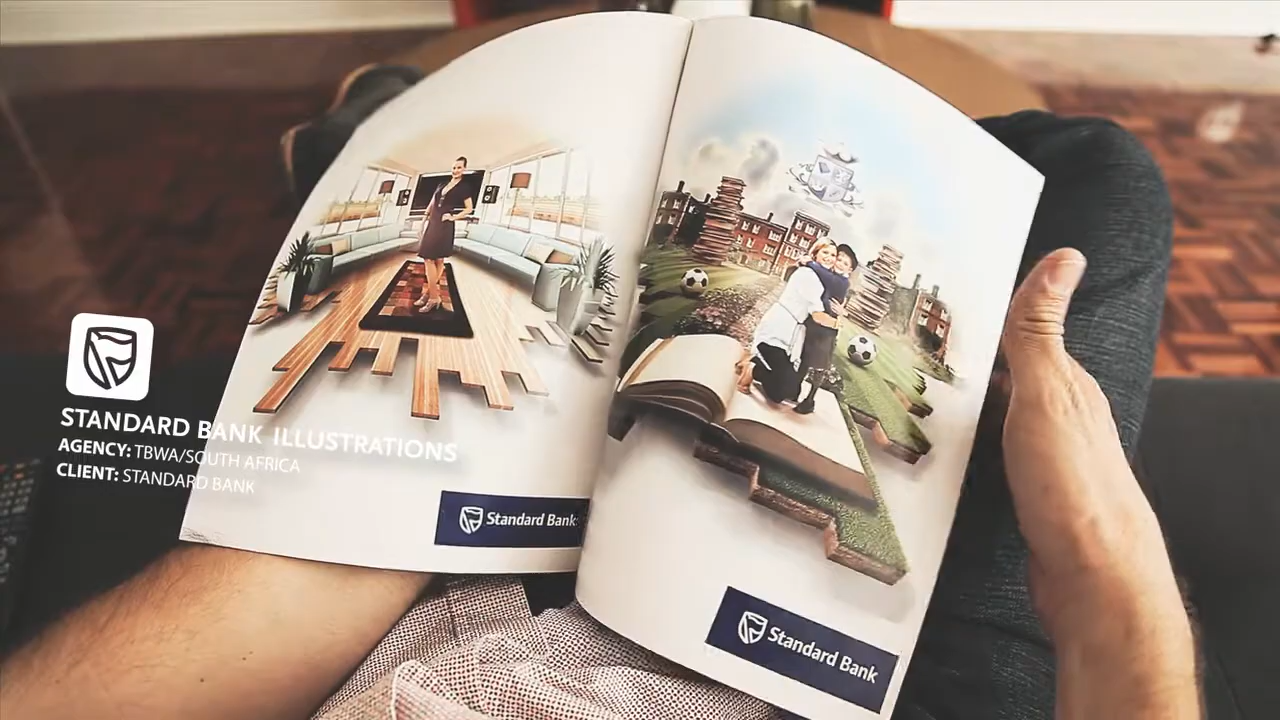 STANDARD BANK ILLUSTRATIONS
AGENCY: TBWA/SOUTH AFRICA
CLIENT: STANDARD BANK
Standard Bank
Standard Bank